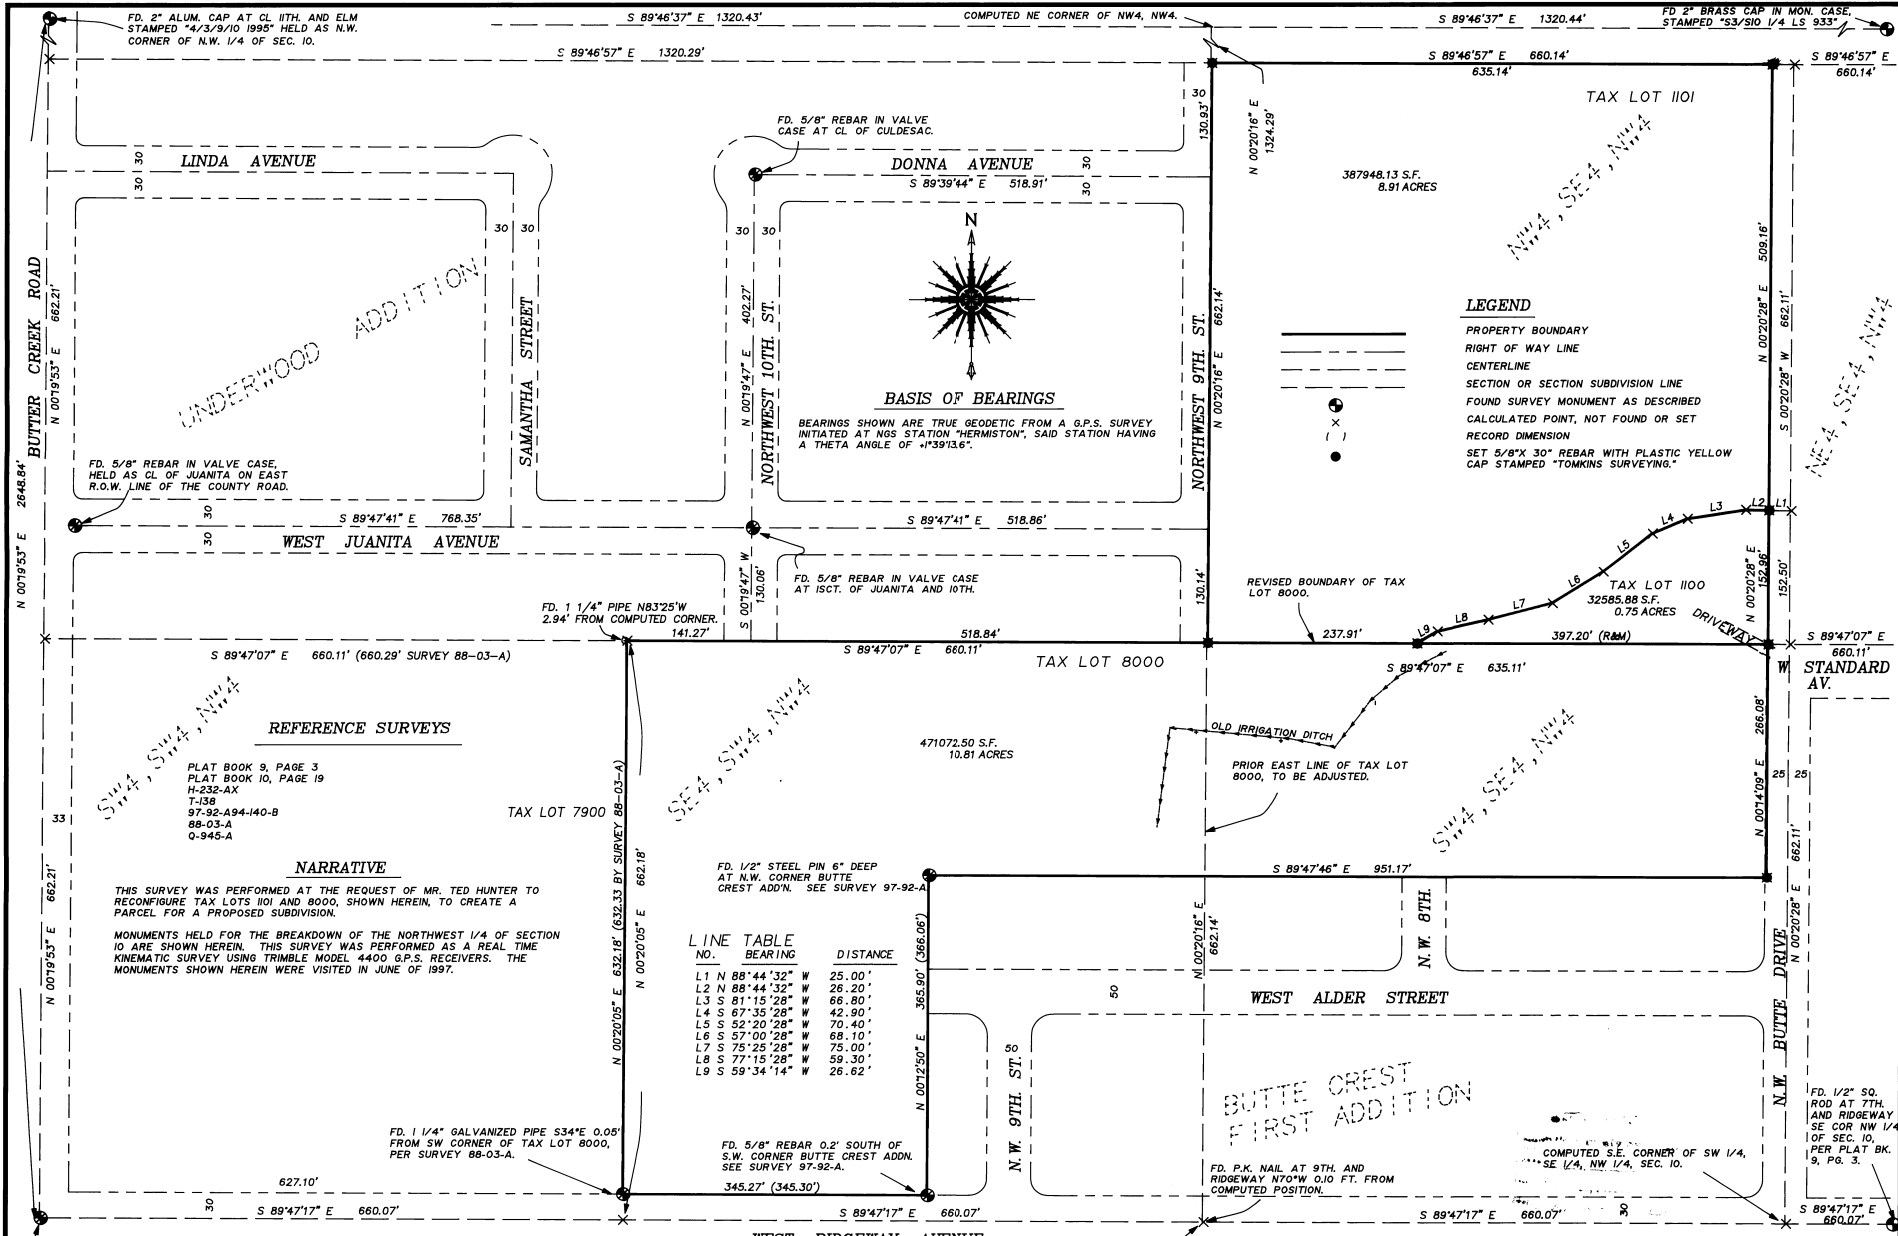 FD. 2" ALUM. CAP AT CL 11TH. AND ELM
STAMPED "4/3/9/10 1995" HELD AS N.W.
CORNER OF N.W. 1/4 OF SEC. 10.
S 89°46'37" E 1320.43'
COMPUTED NE CORNER OF NW4, NW4.
S 89°46'37" E 1320.44'
FD 2" BRASS CAP IN MON. CASE,
STAMPED "S3/S10 1/4 LS 933"
S 89°46'57" E 1320.29'
S 89°46'57" E 660.14'
635.14'
S 89°46'57" E
660.14'
TAX LOT 1101
30
130.93'
N 00°20'16" E
1324.29'
FD. 5/8" REBAR IN VALVE
CASE AT CL OF CULDESAC.
LINDA AVENUE
30
30
DONNA AVENUE
S 89°39'44" E 518.91'
30
30
387948.13 S.F.
8.91 ACRES
NW4, SE4, NW4
NE4, SE4, NW4
30 30
30 30
N
BUTTER CREEK ROAD
N 00°19'53" E 662.21'
N 00°19'53" E 2648.84'
UNDERWOOD ADDITION
SAMANTHA STREET
N 00°19'47" E 402.27'
NORTHWEST 10TH. ST.
NORTHWEST 9TH. ST.
N 00°20'16" E 662.14'
N 00°20'28" E 509.16'
S 00°20'28" W 662.11'
BASIS OF BEARINGS
BEARINGS SHOWN ARE TRUE GEODETIC FROM A G.P.S. SURVEY
INITIATED AT NGS STATION "HERMISTON", SAID STATION HAVING
A THETA ANGLE OF +1°39'13.6".
LEGEND
PROPERTY BOUNDARY
RIGHT OF WAY LINE
CENTERLINE
SECTION OR SECTION SUBDIVISION LINE
FOUND SURVEY MONUMENT AS DESCRIBED
× CALCULATED POINT, NOT FOUND OR SET
( ) RECORD DIMENSION
SET 5/8"X 30" REBAR WITH PLASTIC YELLOW
CAP STAMPED "TOMKINS SURVEYING."
FD. 5/8" REBAR IN VALVE CASE,
HELD AS CL OF JUANITA ON EAST
R.O.W. LINE OF THE COUNTY ROAD.
30
30
S 89°47'41" E 768.35'
S 89°47'41" E 518.86'
WEST JUANITA AVENUE
FD. 5/8" REBAR IN VALVE CASE
AT ISCT. OF JUANITA AND 10TH.
S 00°19'47" W
130.06'
130.14'
L1
L2
L3
L4
L5
L6
L7
L8
L9
REVISED BOUNDARY OF TAX
LOT 8000.
TAX LOT 1100
32585.88 S.F.
0.75 ACRES
DRIVEWAY
N 00°20'28" E
152.96'
152.50'
FD. 1 1/4" PIPE N83°25'W
2.94' FROM COMPUTED CORNER.
141.27'
518.84'
237.91'
397.20' (R&M)
S 89°47'07" E 660.11' (660.29' SURVEY 88-03-A)
S 89°47'07" E 660.11'
S 89°47'07" E 635.11'
S 89°47'07" E
660.11'
TAX LOT 8000
W. STANDARD
AV.
SW4, SW4, NW4
SE4, SW4, NW4
SW4, SE4, NW4
REFERENCE SURVEYS
PLAT BOOK 9, PAGE 3
PLAT BOOK 10, PAGE 19
H-232-AX
T-138
97-92-A94-140-B
88-03-A
Q-945-A
TAX LOT 7900
471072.50 S.F.
10.81 ACRES
OLD IRRIGATION DITCH
PRIOR EAST LINE OF TAX LOT
8000, TO BE ADJUSTED.
N 00°14'09" E 266.08'
25 25
33
N 00°19'53" E 662.21'
NARRATIVE
THIS SURVEY WAS PERFORMED AT THE REQUEST OF MR. TED HUNTER TO
RECONFIGURE TAX LOTS 1101 AND 8000, SHOWN HEREIN, TO CREATE A
PARCEL FOR A PROPOSED SUBDIVISION.
MONUMENTS HELD FOR THE BREAKDOWN OF THE NORTHWEST 1/4 OF SECTION
10 ARE SHOWN HEREIN. THIS SURVEY WAS PERFORMED AS A REAL TIME
KINEMATIC SURVEY USING TRIMBLE MODEL 4400 G.P.S. RECEIVERS. THE
MONUMENTS SHOWN HEREIN WERE VISITED IN JUNE OF 1997.
N 00°20'05" E 632.18' (632.33 BY SURVEY 88-03-A)
N 00°20'05" E 662.18'
FD. 1/2" STEEL PIN 6" DEEP
AT N.W. CORNER BUTTE
CREST ADD'N. SEE SURVEY 97-92-A
S 89°47'46" E 951.17'
LINE TABLE
NO. BEARING DISTANCE
L1 N 88°44'32" W 25.00'
L2 N 88°44'32" W 26.20'
L3 S 81°15'28" W 66.80'
L4 S 67°35'28" W 42.90'
L5 S 52°20'28" W 70.40'
L6 S 57°00'28" W 68.10'
L7 S 75°25'28" W 75.00'
L8 S 77°15'28" W 59.30'
L9 S 59°34'14" W 26.62'
N 00°12'50" E 365.90' (366.06')
N 00°20'16" E
662.14'
N.W. 8TH.
50
WEST ALDER STREET
50
N.W. 9TH. ST.
N.W. BUTTE DRIVE
N 00°20'28" E 662.11'
BUTTE CREST
FIRST ADDITION
FD. 1 1/4" GALVANIZED PIPE S34°E 0.05'
FROM SW CORNER OF TAX LOT 8000,
PER SURVEY 88-03-A.
FD. 5/8" REBAR 0.2' SOUTH OF
S.W. CORNER BUTTE CREST ADDN.
SEE SURVEY 97-92-A.
FD. P.K. NAIL AT 9TH. AND
RIDGEWAY N70°W 0.10 FT. FROM
COMPUTED POSITION.
COMPUTED S.E. CORNER OF SW 1/4,
SE 1/4, NW 1/4, SEC. 10.
FD. 1/2" SQ.
ROD AT 7TH.
AND RIDGEWAY
SE COR NW 1/4
OF SEC. 10,
PER PLAT BK.
9, PG. 3.
627.10'
30
345.27' (345.30')
S 89°47'17" E 660.07'
S 89°47'17" E 660.07'
S 89°47'17" E 660.07'
30
S 89°47'17" E
660.07'
WEST RIDGEWAY AVENUE